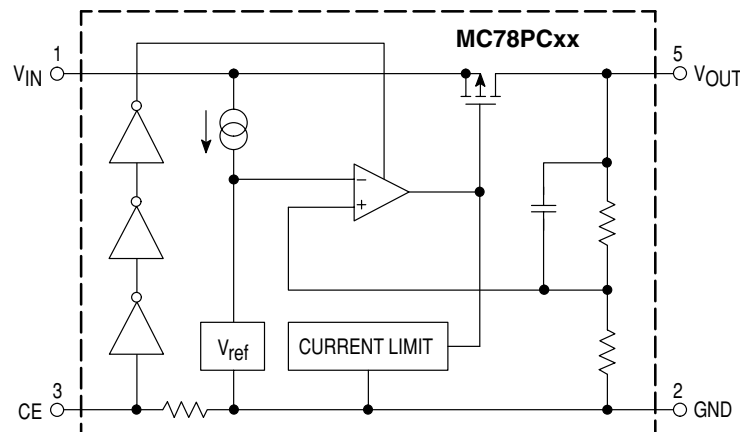 MC78PCxx
1
5
VIN
VOUT
−
+
Vref
CURRENT LIMIT
3
2
CE
GND